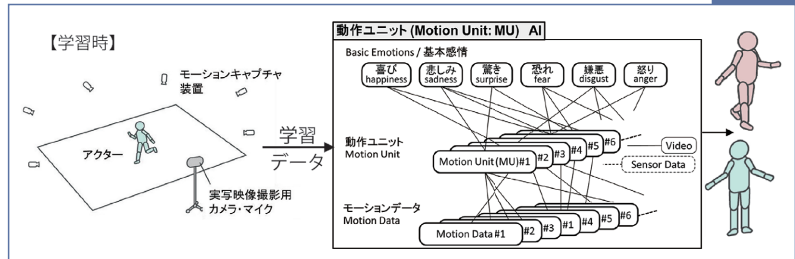 【学習時】
モーションキャプチャ
装置
アクター
実写映像撮影用
カメラ・マイク
学習
データ
動作ユニット (Motion Unit: MU) AI
Basic Emotions / 基本感情
喜び
happiness
悲しみ
sadness
驚き
surprise
恐れ
fear
嫌悪
disgust
怒り
anger
動作ユニット
Motion Unit
Motion Unit(MU)#1
#2
#3
#4
#5
#6
Video
Sensor Data
モーションデータ
Motion Data
Motion Data #1
#2
#3
#1
#4
#5
#6